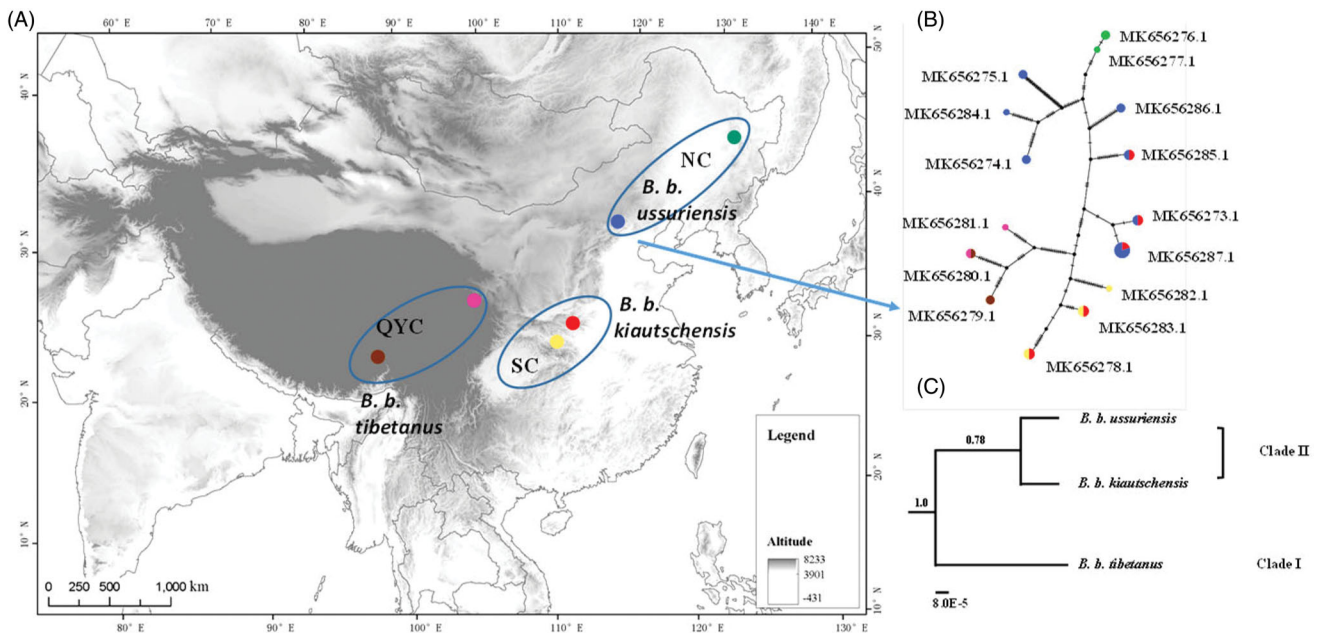 (A)
60° E 70° E 80° E 90° E 100° E 110° E 120° E 130° E 140° E
50° N
40° N
40° N
30° N
30° N
20° N
20° N
10° N
10° N
NC
B. b.
ussuriensis
QYC
B. b.
kiautschensis
SC
B. b.
tibetanus
Legend
Altitude
8233
3901
-431
0 250 500 1,000 km
80° E 90° E 100° E 110° E 120° E 130° E
(B)
MK656276.1
MK656277.1
MK656275.1
MK656284.1
MK656286.1
MK656274.1
MK656285.1
MK656281.1
MK656273.1
MK656280.1
MK656287.1
MK656279.1
MK656282.1
MK656283.1
MK656278.1
(C)
B. b. ussuriensis
0.78
Clade II
B. b. kiautschensis
1.0
B. b. tibetanus
Clade I
8.0E-5